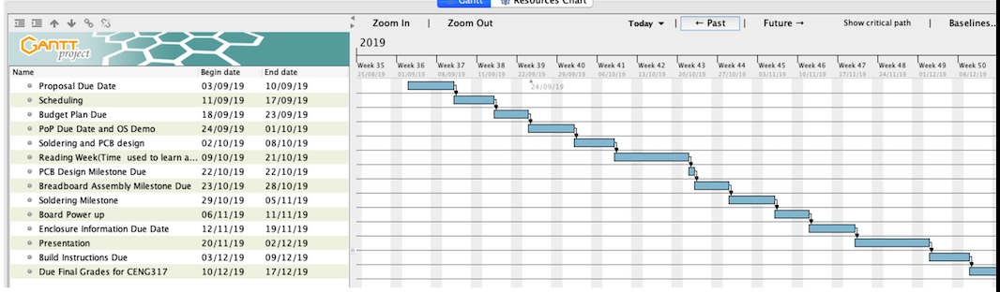 Gantt Resources Chart
Zoom In | Zoom Out Today ▼ | ← Past Future → Show critical path | Baselines...
GANTT project
2019
Name Begin date End date
Week 35 Week 36 Week 37 Week 38 Week 39 Week 40 Week 41 Week 42 Week 43 Week 44 Week 45 Week 46 Week 47 Week 48 Week 49 Week 50
25/08/19 01/09/19 08/09/19 15/09/19 22/09/19 29/09/19 06/10/19 13/10/19 20/10/19 27/10/19 03/11/19 10/11/19 17/11/19 24/11/19 01/12/19 08/12/19
Proposal Due Date 03/09/19 10/09/19
24/09/19
Scheduling 11/09/19 17/09/19
Budget Plan Due 18/09/19 23/09/19
PoP Due Date and OS Demo 24/09/19 01/10/19
Soldering and PCB design 02/10/19 08/10/19
Reading Week(Time used to learn a... 09/10/19 21/10/19
PCB Design Milestone Due 22/10/19 22/10/19
Breadboard Assembly Milestone Due 23/10/19 28/10/19
Soldering Milestone 29/10/19 05/11/19
Board Power up 06/11/19 11/11/19
Enclosure Information Due Date 12/11/19 19/11/19
Presentation 20/11/19 02/12/19
Build Instructions Due 03/12/19 09/12/19
Due Final Grades for CENG317 10/12/19 17/12/19